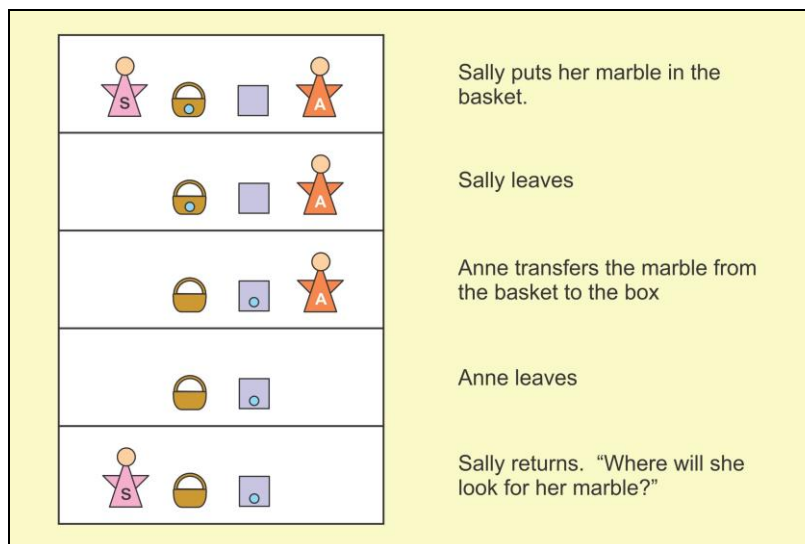 S A
Sally puts her marble in the
basket.
A
Sally leaves
A
Anne transfers the marble from
the basket to the box
Anne leaves
S
Sally returns. “Where will she
look for her marble?”